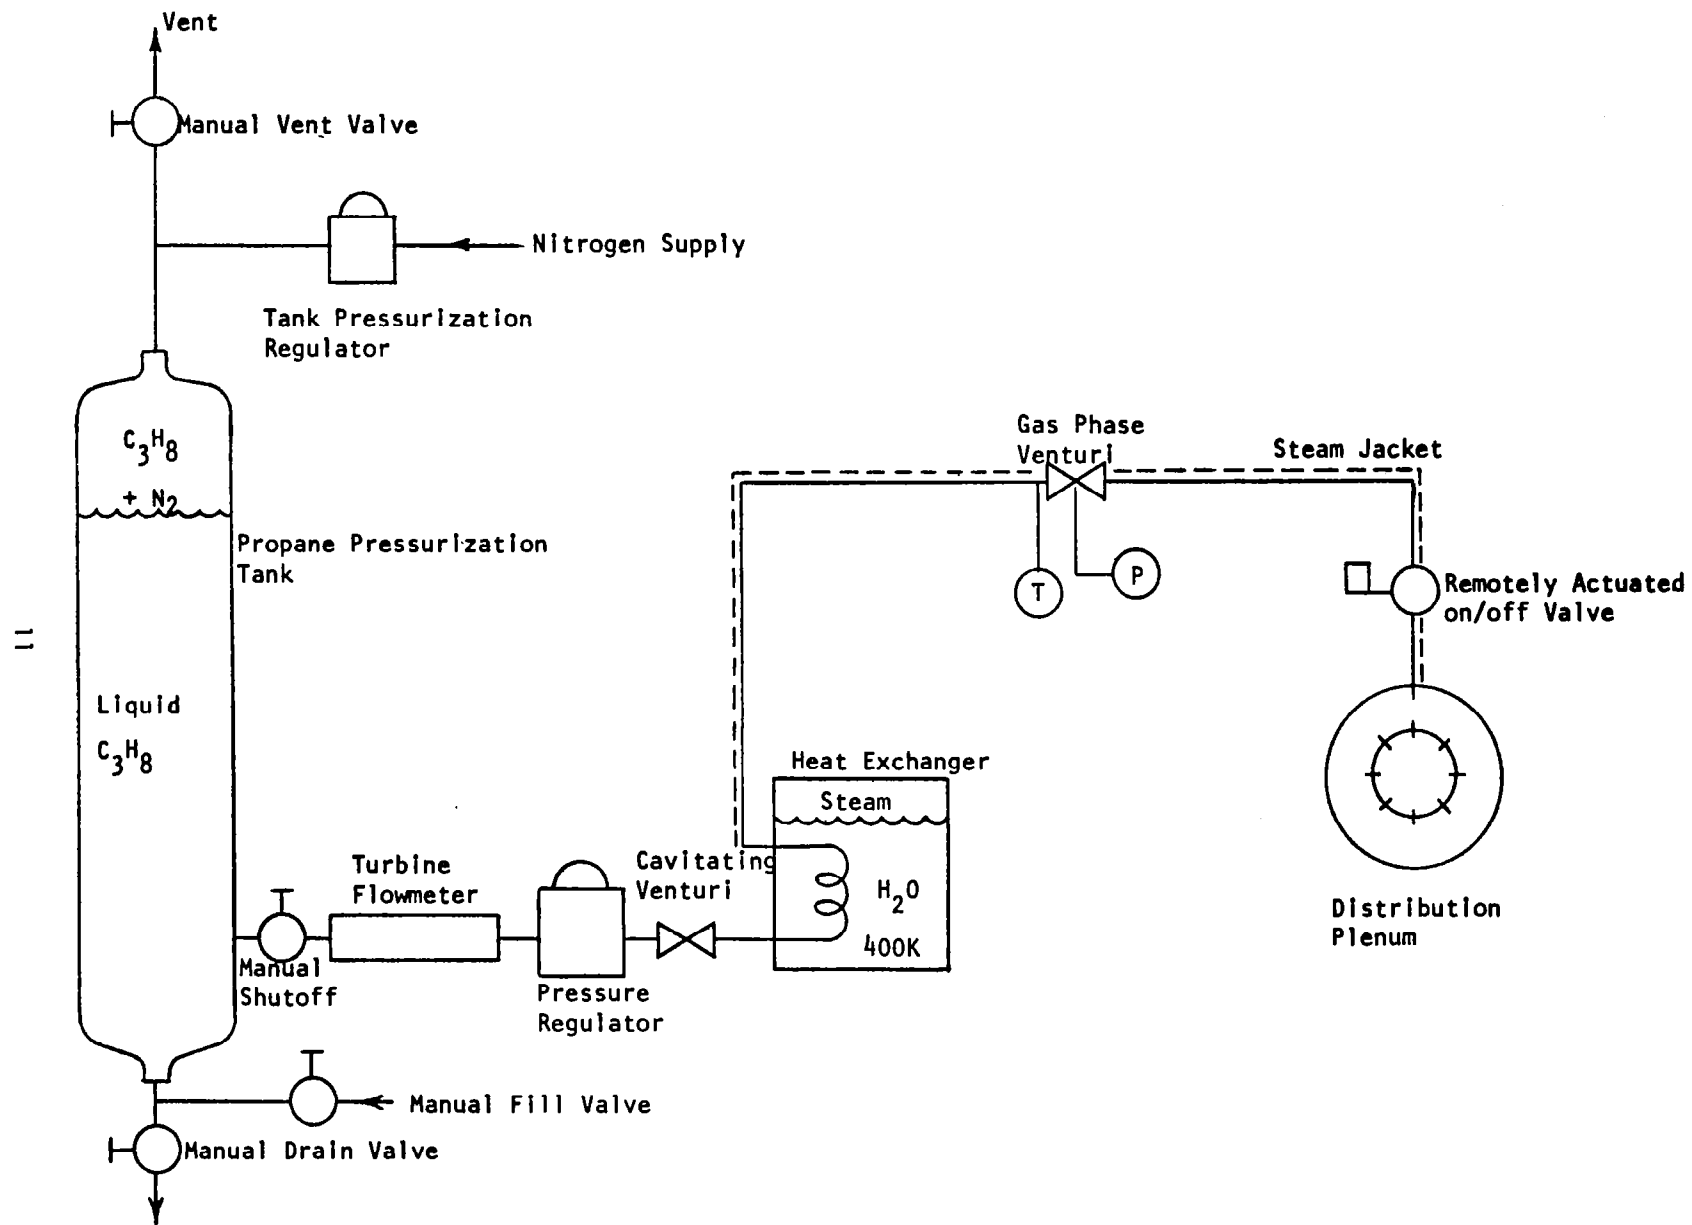 Vent
Manual Vent Valve
Nitrogen Supply
Tank Pressurization
Regulator
C3H8
+ N2
Propane Pressurization
Tank
Liquid
C3H8
Gas Phase
Venturi
Steam Jacket
T
P
Remotely Actuated
on/off Valve
Distribution
Plenum
Heat Exchanger
Steam
H2O
400K
Cavitating
Venturi
Turbine
Flowmeter
Manual
Shutoff
Pressure
Regulator
Manual Fill Valve
Manual Drain Valve
11